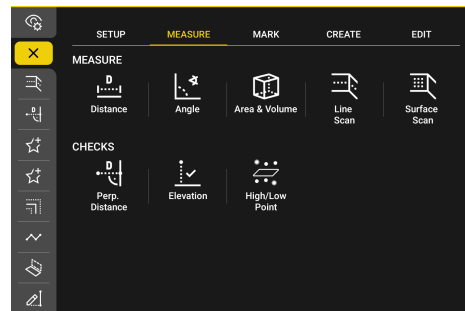 SETUP MEASURE MARK CREATE EDIT
MEASURE
D
Distance Angle Area & Volume Line Scan Surface Scan
CHECKS
D
D
Perp. Distance Elevation High/Low Point